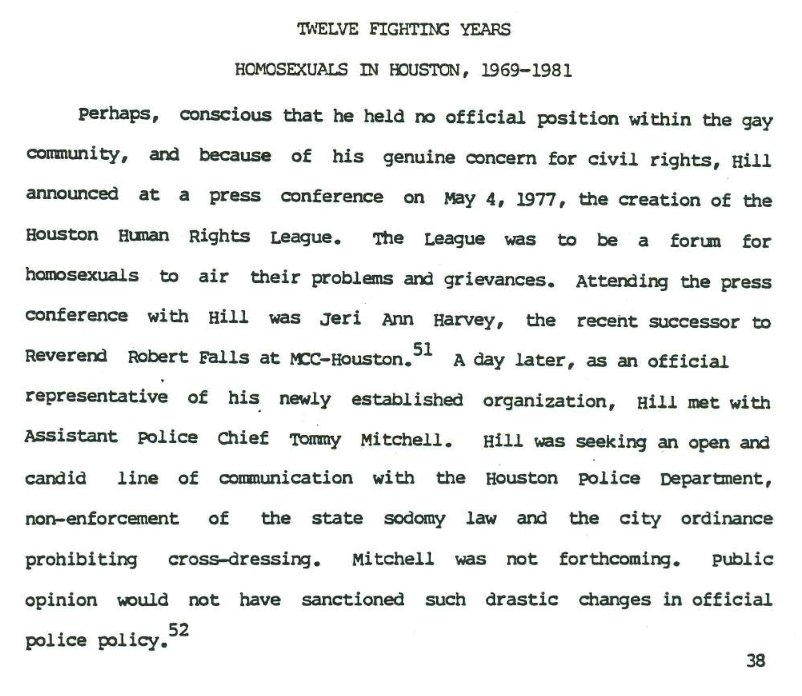 TWELVE FIGHTING YEARS
HOMOSEXUALS IN HOUSTON, 1969-1981
Perhaps, conscious that he held no official position within the gay
community, and because of his genuine concern for civil rights, Hill
announced at a press conference on May 4, 1977, the creation of the
Houston Human Rights League. The League was to be a forum for
homosexuals to air their problems and grievances. Attending the press
conference with Hill was Jeri Ann Harvey, the recent successor to
Reverend Robert Falls at MCC-Houston.51 A day later, as an official
representative of his newly established organization, Hill met with
Assistant Police Chief Tommy Mitchell. Hill was seeking an open and
candid line of communication with the Houston Police Department,
non-enforcement of the state sodomy law and the city ordinance
prohibiting cross-dressing. Mitchell was not forthcoming. Public
opinion would not have sanctioned such drastic changes in official
police policy.52
38